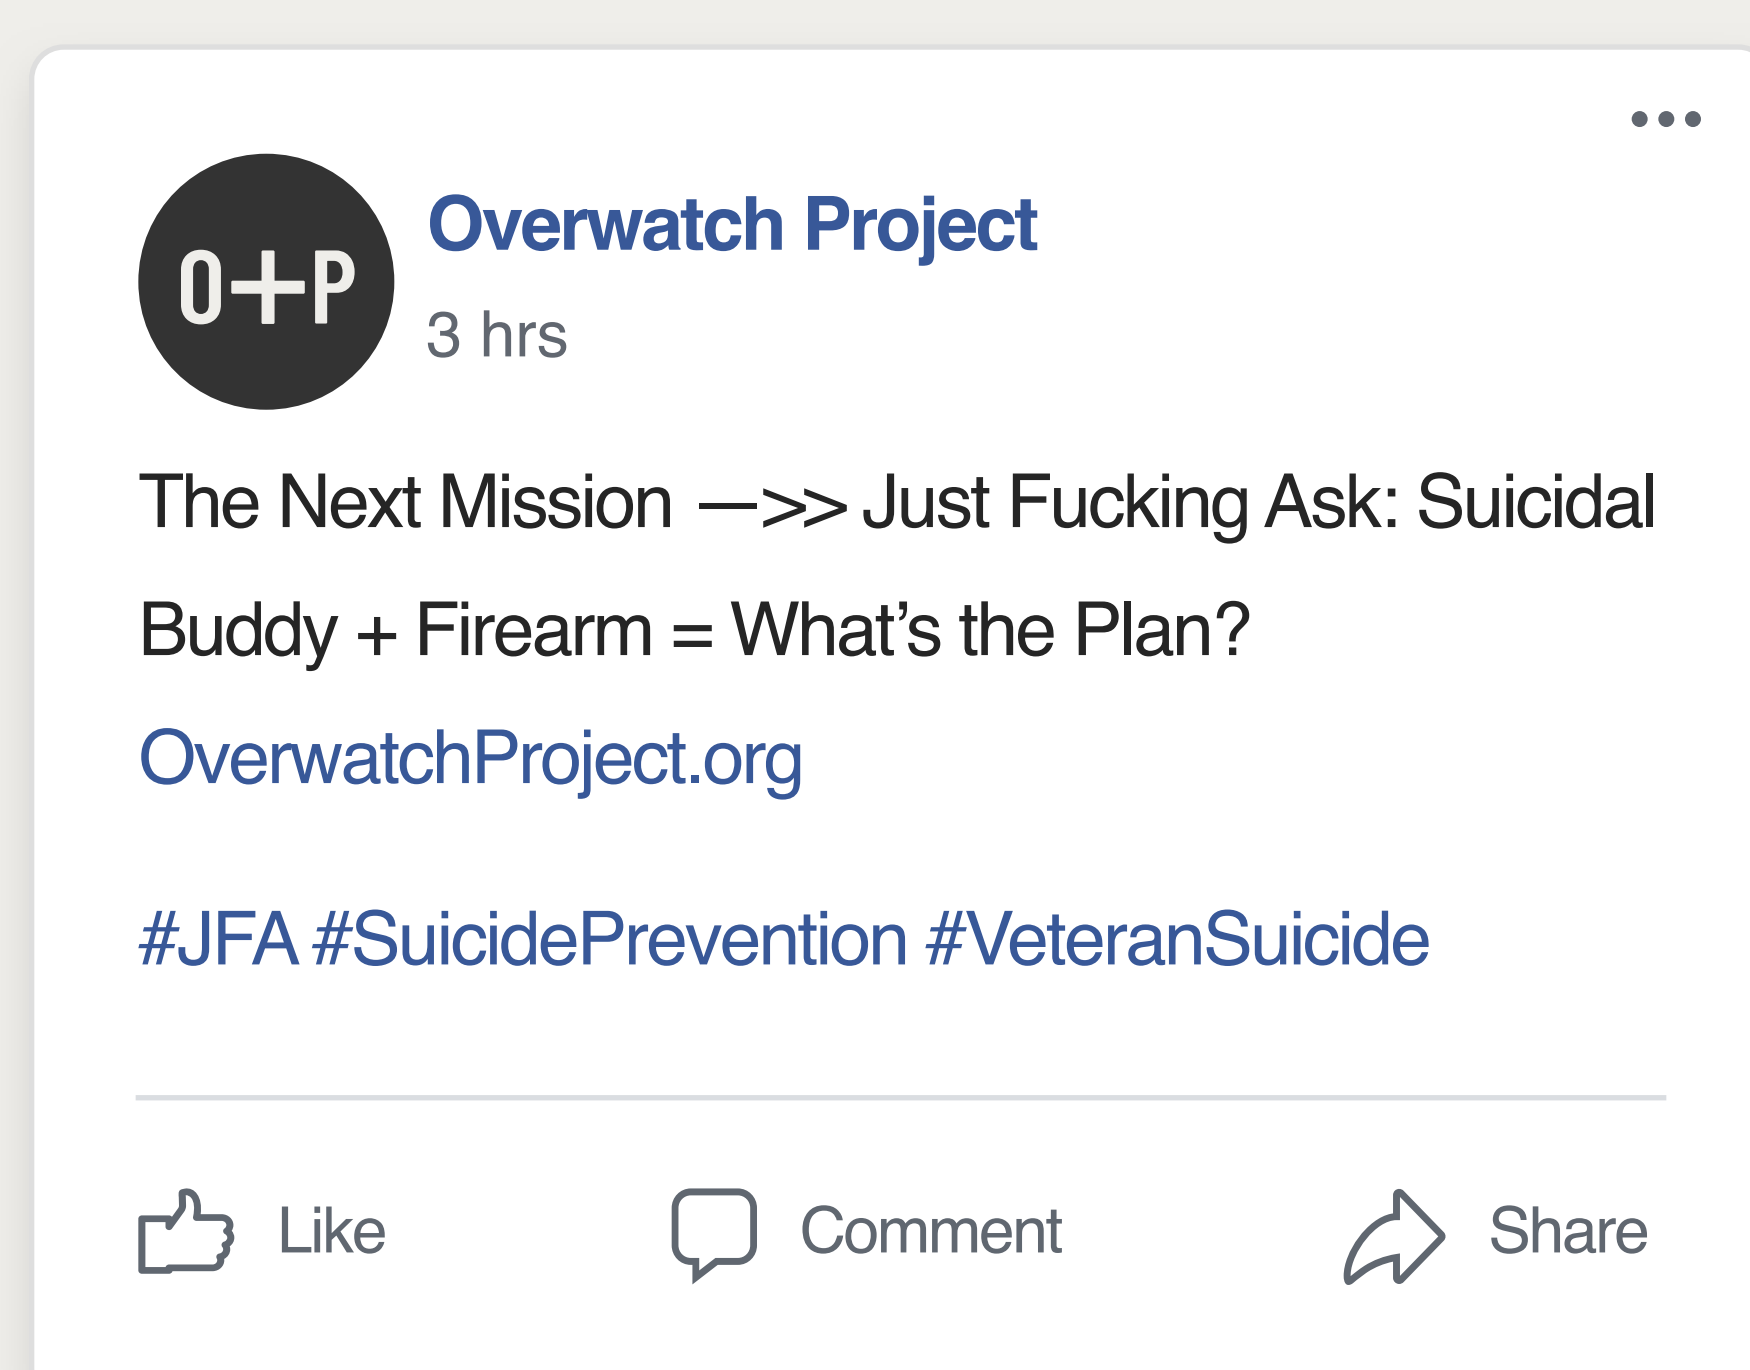 O+P
Overwatch Project
3 hrs
The Next Mission —>> Just Fucking Ask: Suicidal
Buddy + Firearm = What’s the Plan?
OverwatchProject.org
#JFA #SuicidePrevention #VeteranSuicide
Like Comment Share